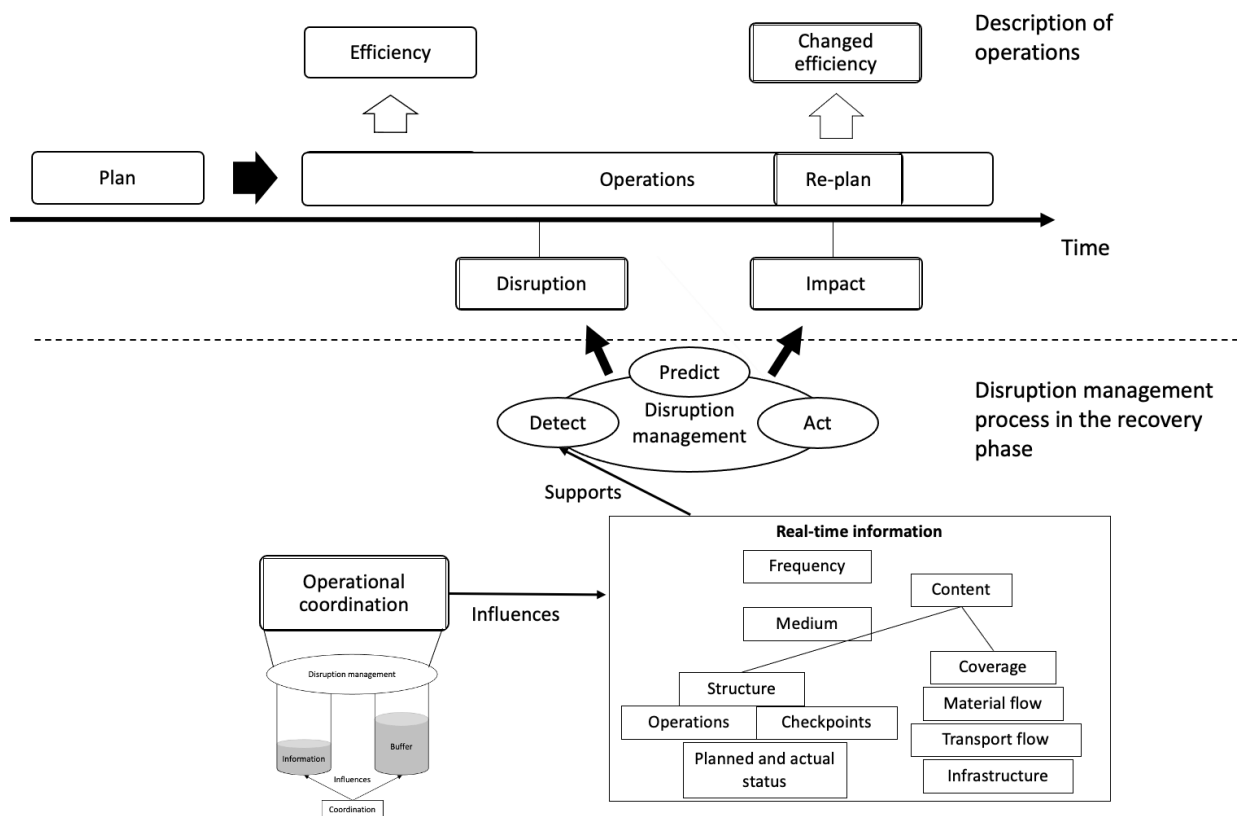 Efficiency
Changed
efficiency
Description of
operations
Plan
Operations
Re-plan
Time
Disruption
Impact
Predict
Detect
Disruption
management
Act
Disruption management
process in the recovery
phase
Supports
Real-time information
Frequency
Content
Medium
Structure
Operations
Checkpoints
Planned and actual
status
Coverage
Material flow
Transport flow
Infrastructure
Operational
coordination
Influences
Disruption management
Information
Buffer
Influences
Coordination